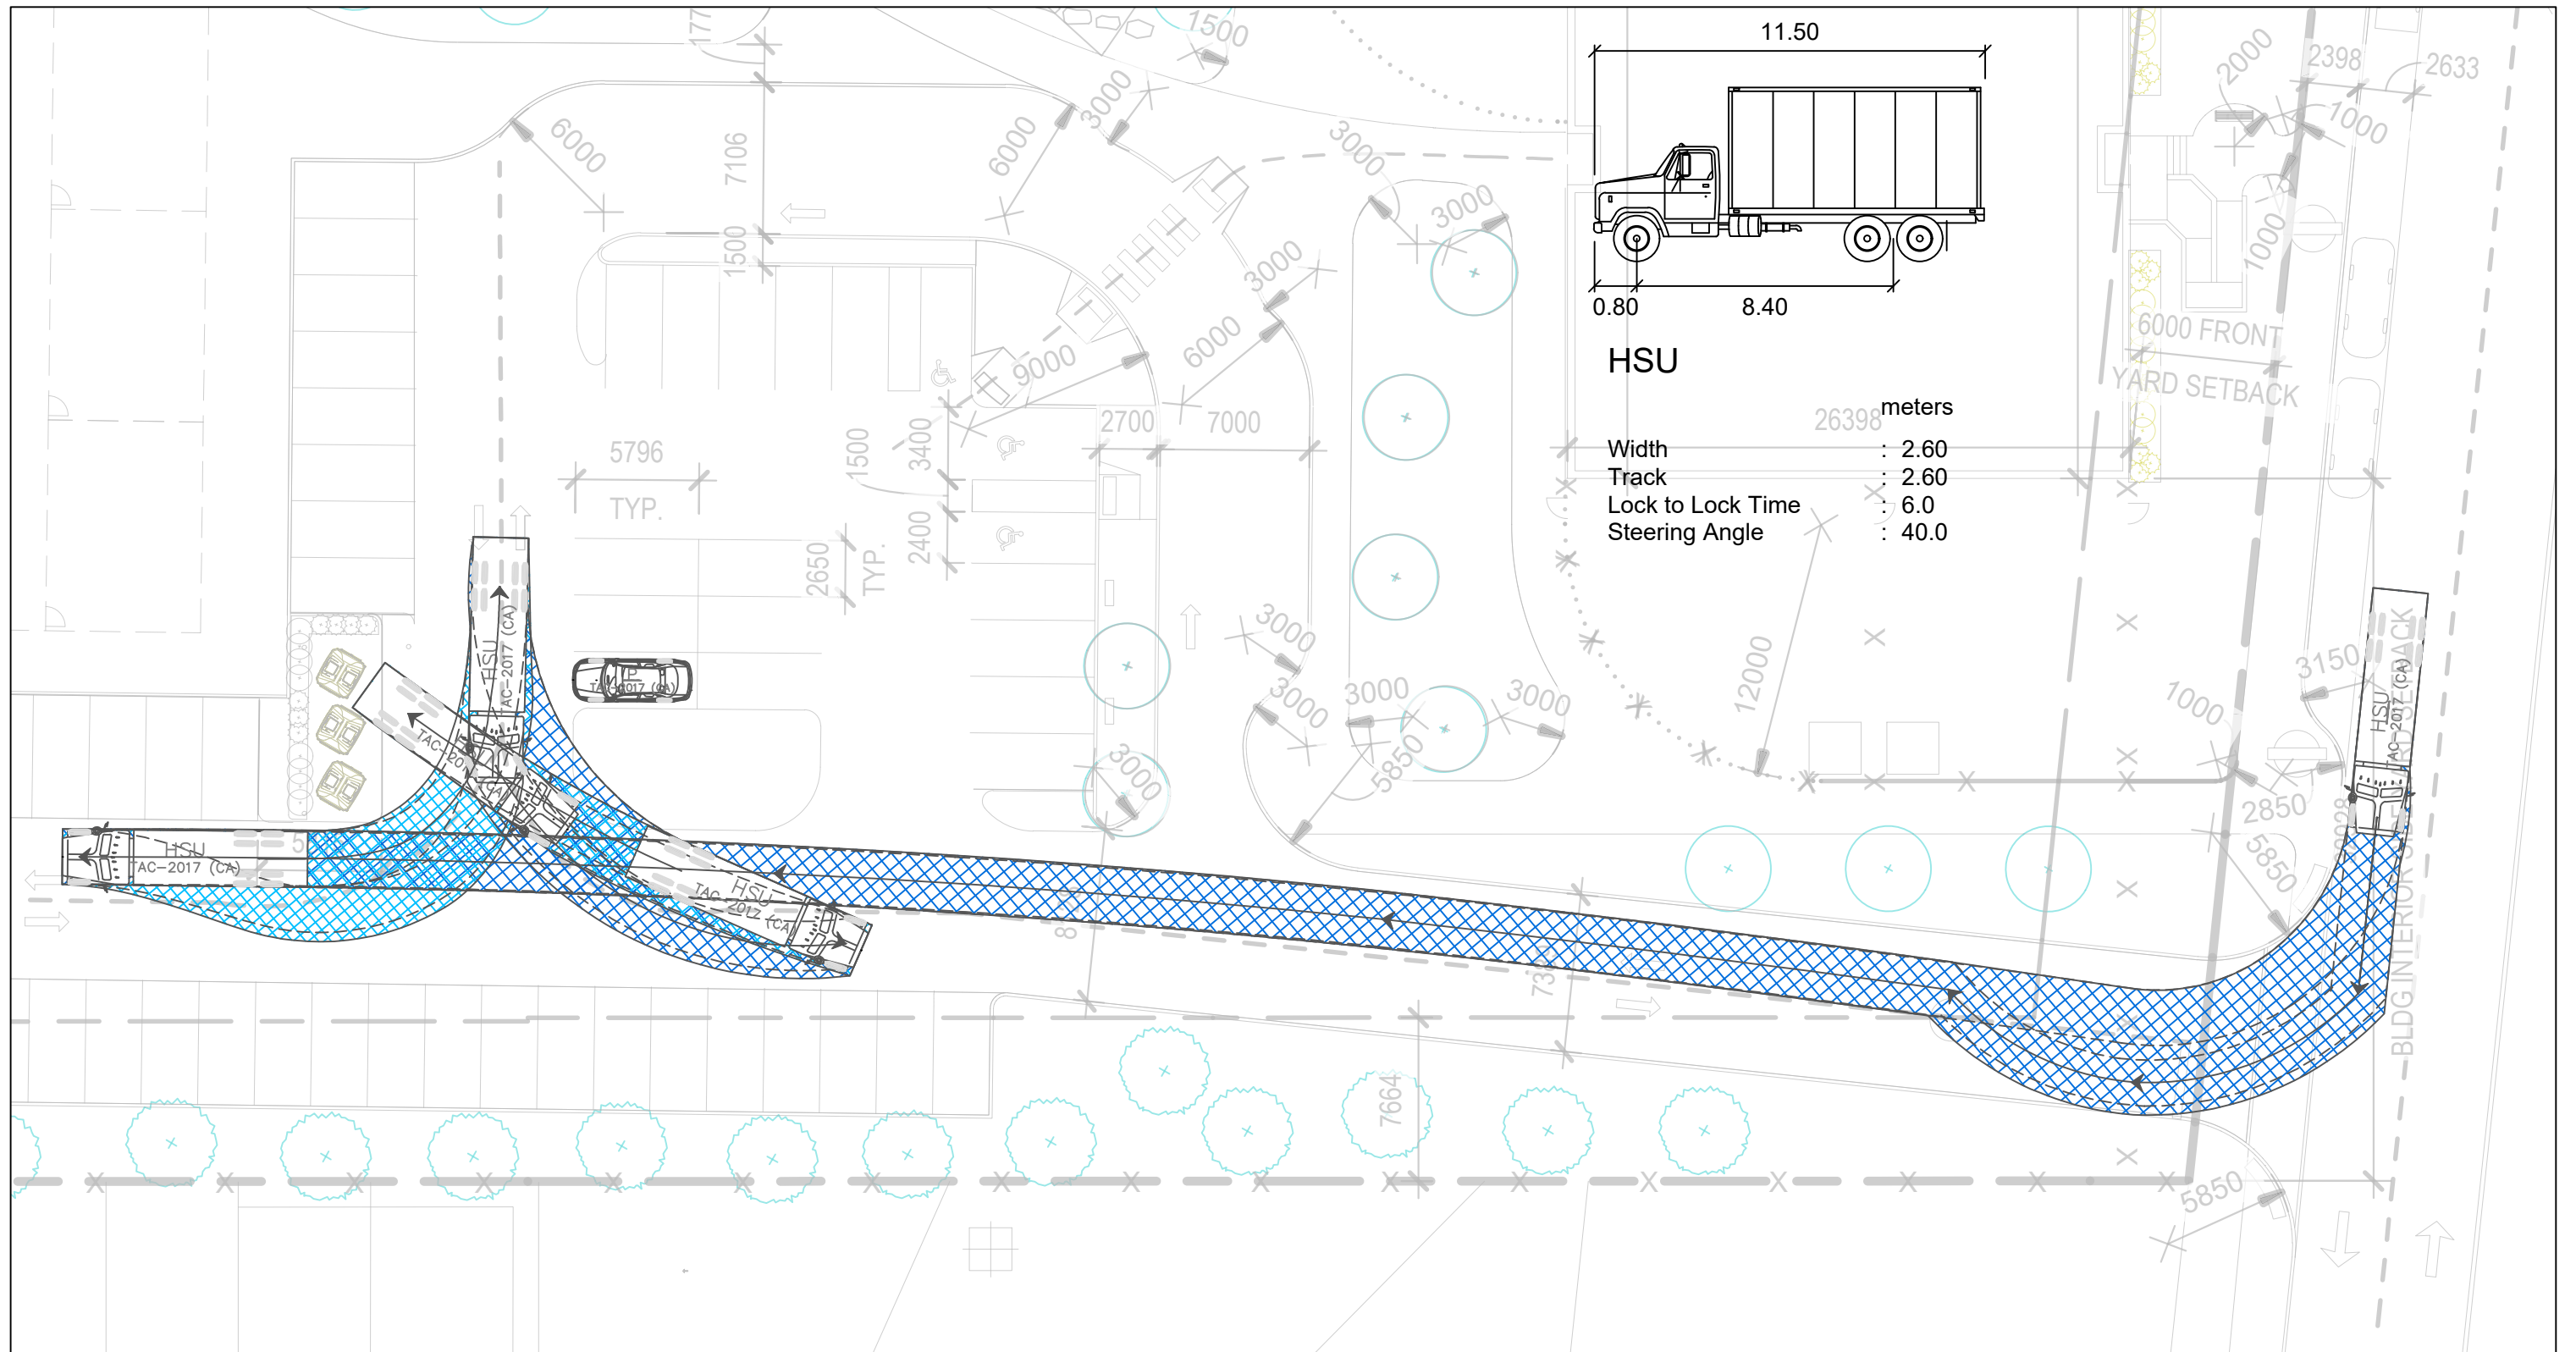 1500
11.50
2000
2398
2633
3000
1000
6000
6000
7106
3000
3000
1500
1000
3000
0.80
8.40
6000
6000 FRONT
YARD SETBACK
HSU
9000
meters
2700
7000
26398
Width : 2.60
Track : 2.60
Lock to Lock Time : 6.0
Steering Angle : 40.0
5796
TYP.
1500
3400
2400
2650
TYP.
HSU
3000
12000
3150
HSU
TAC-2017 (CA)
1000
3000
3000
3000
5850
3000
2850
5850
HSU
AC-2017 (CA)
HSU
TAC-2017 (CA)
7664
BLDG INTERIOR
5850